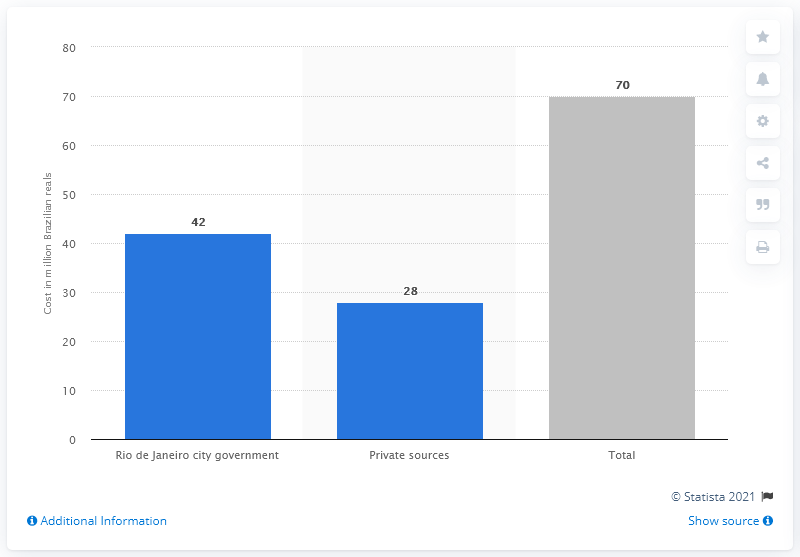 80
70
60
50
40
30
20
10
0
Cost in million Brazilian reals
42
28
70
Rio de Janeiro city government
Private sources
Total
© Statista 2021
Additional Information
Show source